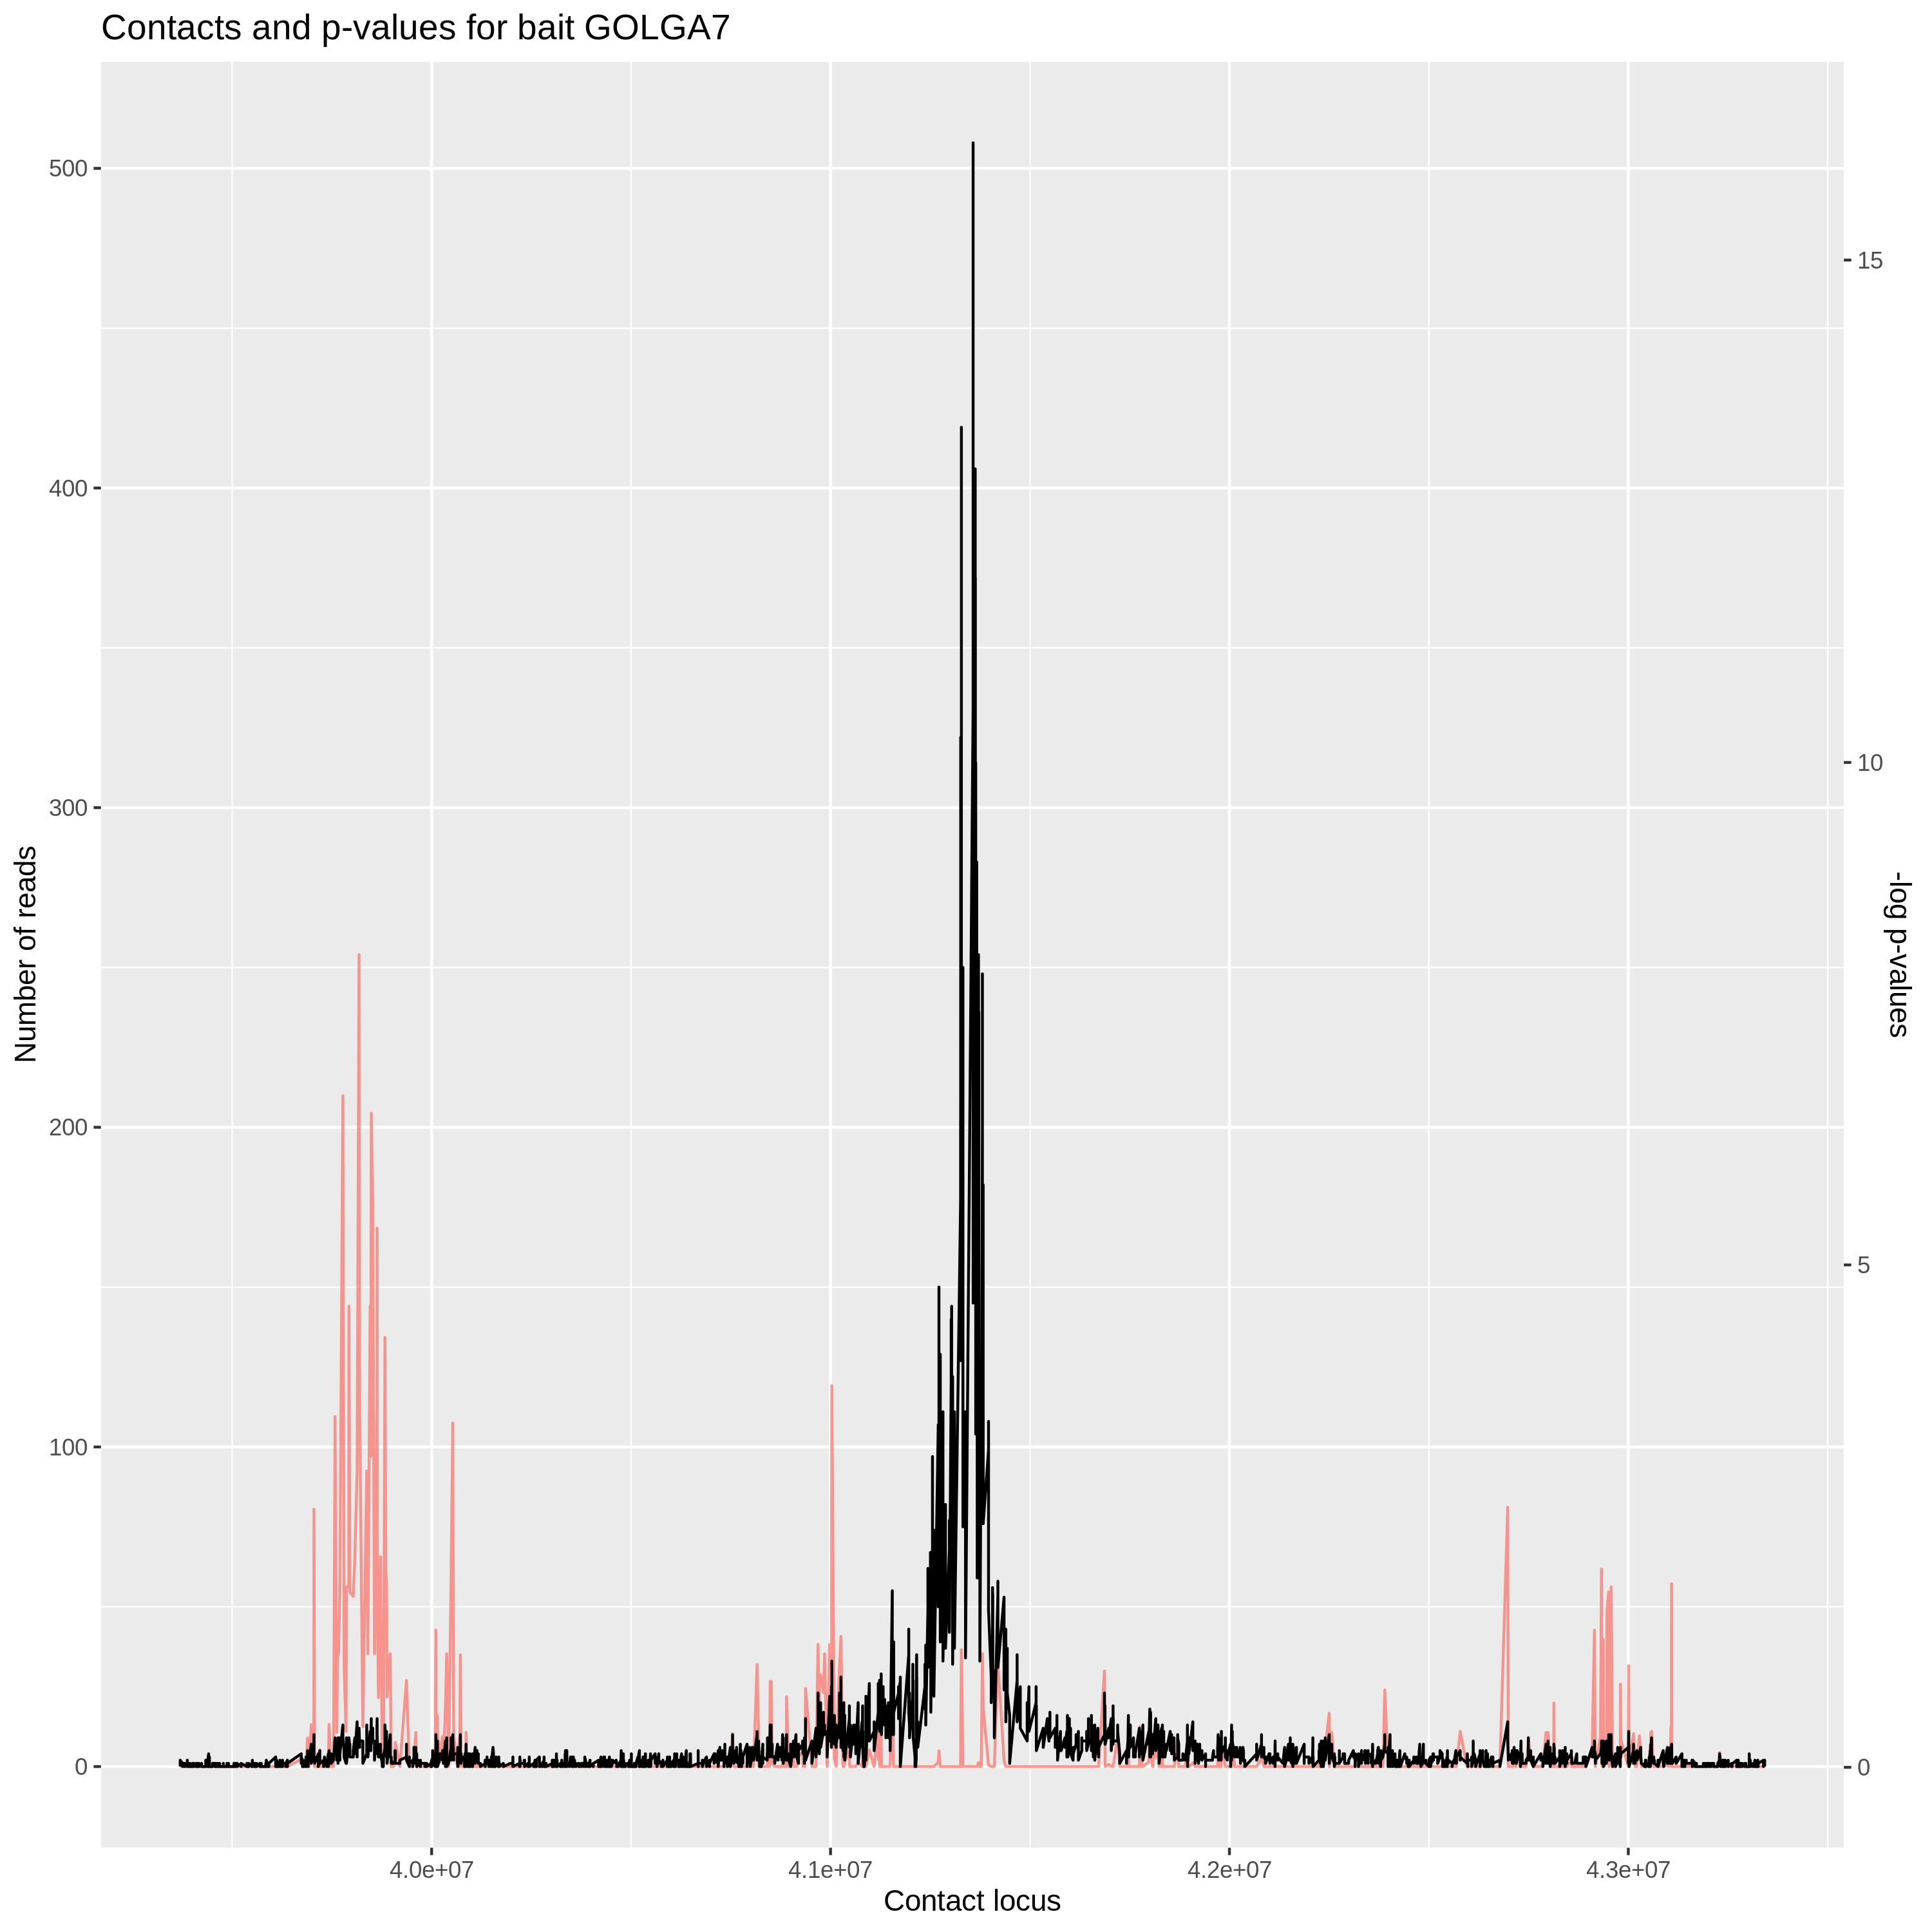 Contacts and p-values for bait GOLGA7
500
400
300
200
100
0
Number of reads
15
10
5
0
-log p-values
4.0e+07
4.1e+07
4.2e+07
4.3e+07
Contact locus